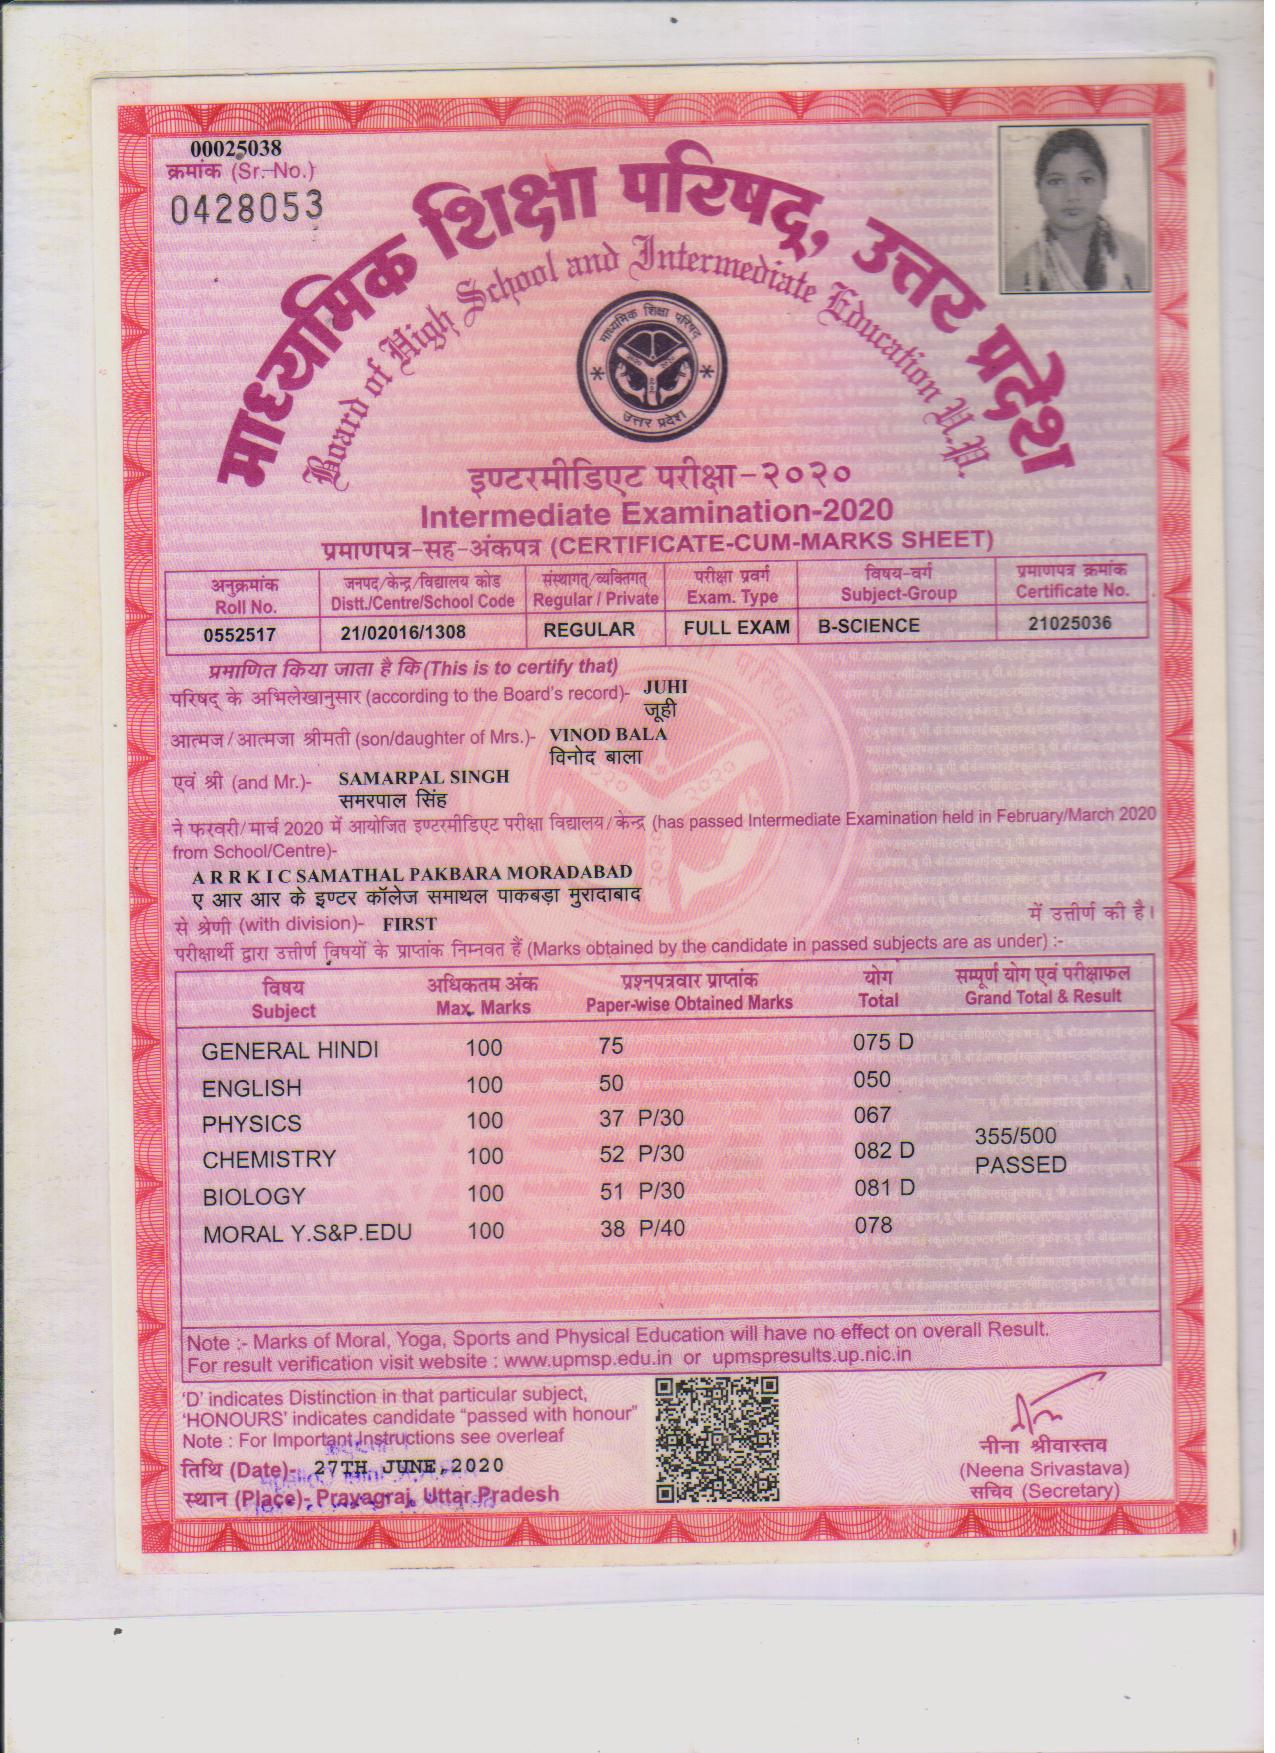 00025038
क्रमांक (Sr. No.)
0428053
माध्यमिक शिक्षा परिषद्, उत्तर प्रदेश
Board of High School and Intermediate Education U.P.
माध्यमिक शिक्षा परिषद
उत्तर प्रदेश
इण्टरमीडिएट परीक्षा-२०२०
Intermediate Examination-2020
प्रमाणपत्र-सह-अंकपत्र (CERTIFICATE-CUM-MARKS SHEET)
अनुक्रमांक जनपद/केन्द्र/विद्यालय कोड संस्थागत/व्यक्तिगत परीक्षा प्रवर्ग विषय-वर्ग प्रमाणपत्र क्रमांक
Roll No. Distt./Centre/School Code Regular / Private Exam. Type Subject-Group Certificate No.
0552517 21/02016/1308 REGULAR FULL EXAM B-SCIENCE 21025036
प्रमाणित किया जाता है कि (This is to certify that)
परिषद् के अभिलेखानुसार (according to the Board's record)- JUHI
जूही
आत्मज/आत्मजा श्रीमती (son/daughter of Mrs.)- VINOD BALA
विनोद बाला
एवं श्री (and Mr.)- SAMARPAL SINGH
समरपाल सिंह
ने फरवरी/मार्च 2020 में आयोजित इण्टरमीडिएट परीक्षा विद्यालय/केन्द्र (has passed Intermediate Examination held in February/March 2020
from School/Centre)-
A R R K I C SAMATHAL PAKBARA MORADABAD
ए आर आर के इण्टर कॉलेज समाथल पाकबड़ा मुरादाबाद
से श्रेणी (with division)- FIRST में उत्तीर्ण की है।
परीक्षार्थी द्वारा उत्तीर्ण विषयों के प्राप्तांक निम्नवत हैं (Marks obtained by the candidate in passed subjects are as under) :-
विषय अधिकतम अंक प्रश्नपत्रवार प्राप्तांक योग सम्पूर्ण योग एवं परीक्षाफल
Subject Max. Marks Paper-wise Obtained Marks Total Grand Total & Result
GENERAL HINDI 100 75 075 D
ENGLISH 100 50 050
PHYSICS 100 37 P/30 067
355/500
CHEMISTRY 100 52 P/30 082 D
PASSED
BIOLOGY 100 51 P/30 081 D
MORAL Y.S&P.EDU 100 38 P/40 078
Note :- Marks of Moral, Yoga, Sports and Physical Education will have no effect on overall Result.
For result verification visit website : www.upmsp.edu.in or upmspresults.up.nic.in
'D' indicates Distinction in that particular subject,
'HONOURS' indicates candidate "passed with honour"
Note : For Important Instructions see overleaf
तिथि (Date)- 27TH JUNE,2020
स्थान (Place)- Prayagraj, Uttar Pradesh
नीना श्रीवास्तव
(Neena Srivastava)
सचिव (Secretary)